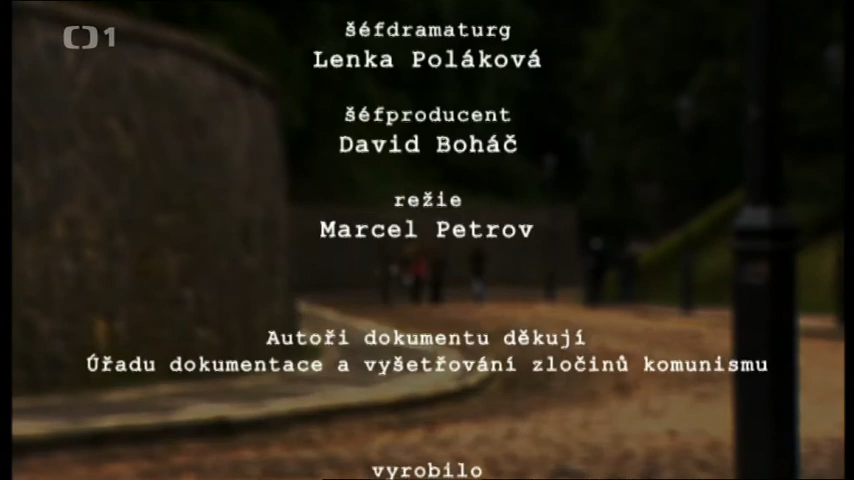 ČT1
šéfdramaturg
Lenka Poláková
šéfproducent
David Boháč
režie
Marcel Petrov
Autoři dokumentu děkují
Úřadu dokumentace a vyšetřování zločinů komunismu
vyrobilo